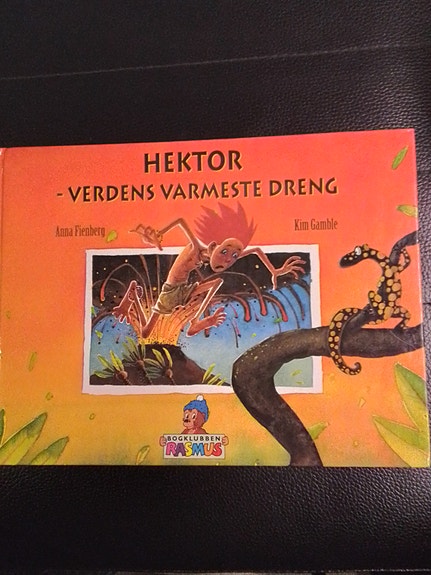 HEKTOR
- VERDENS VARMESTE DRENG
Anna Fienberg
Kim Gamble
BOGKLUBBEN
RASMUS